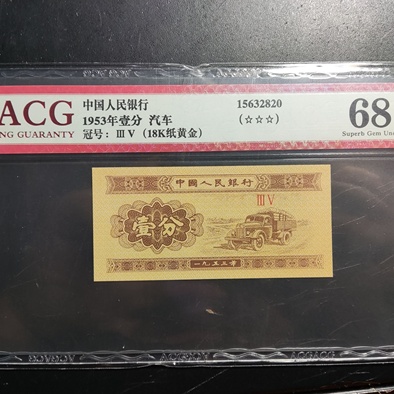 ACG
NG GUARANTY
中国人民银行
1953年壹分 汽车
冠号：ⅢⅤ（18K纸黄金）
15632820
(☆☆☆)
68
Superb Gem Unc
中國人民银行
ⅢⅤ
壹分
一九五三年